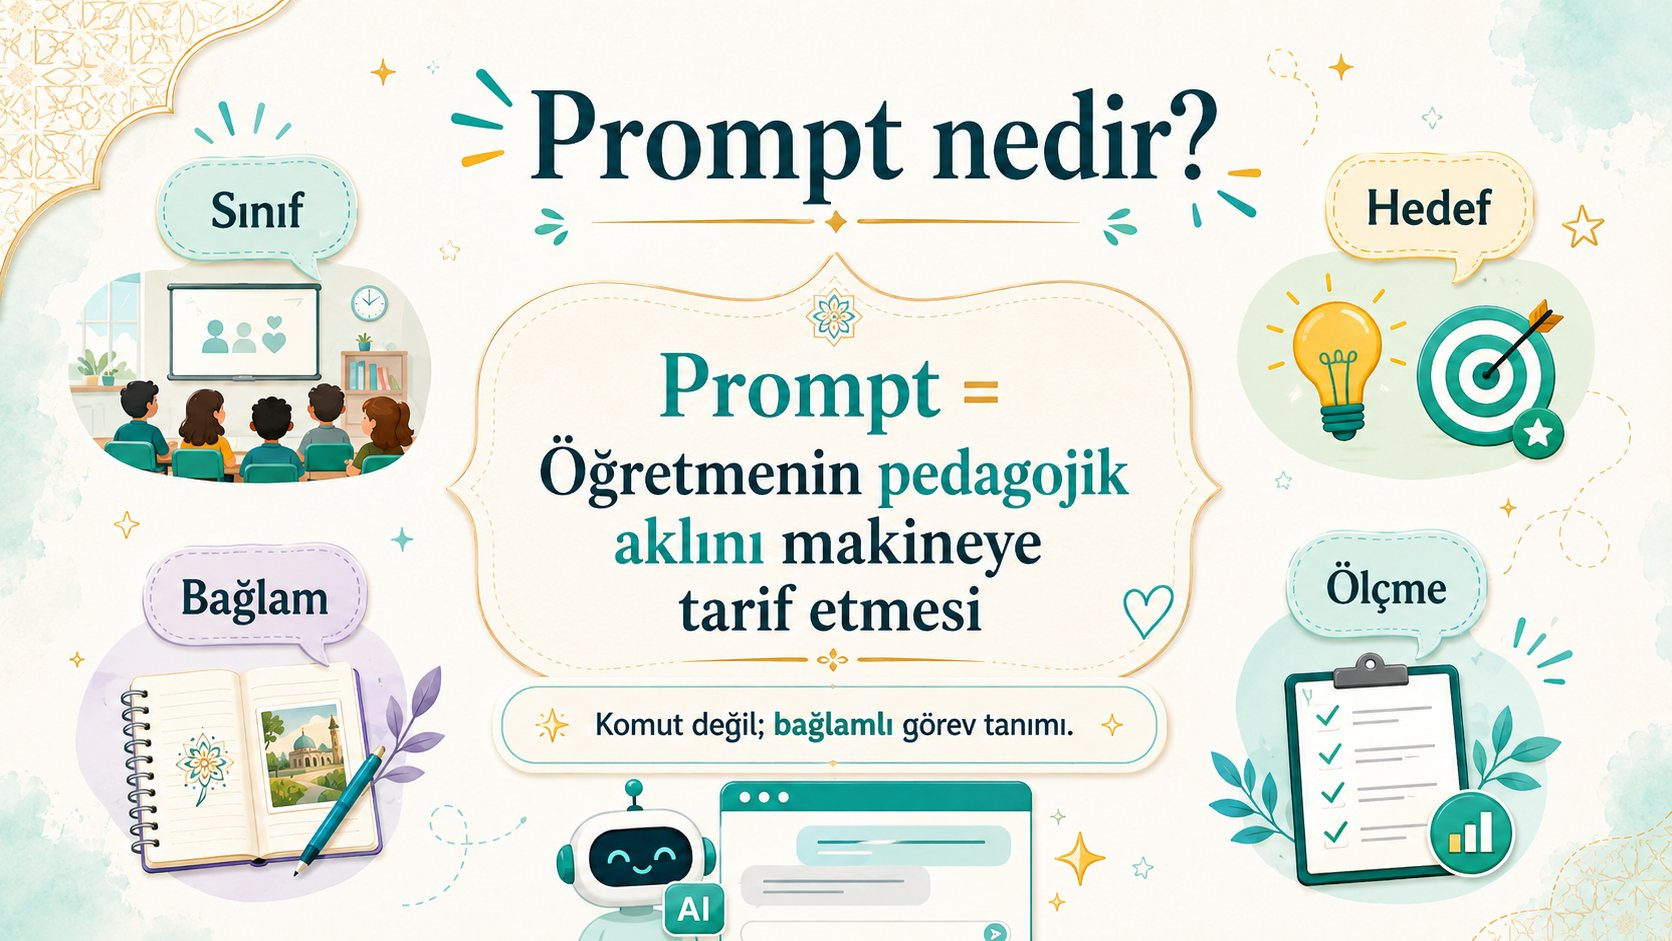 Prompt nedir?
Sınıf
Hedef
Prompt =
Öğretmenin pedagojik
aklını makineye
tarif etmesi
Bağlam
Ölçme
Komut değil; bağlamlı görev tanımı.
AI